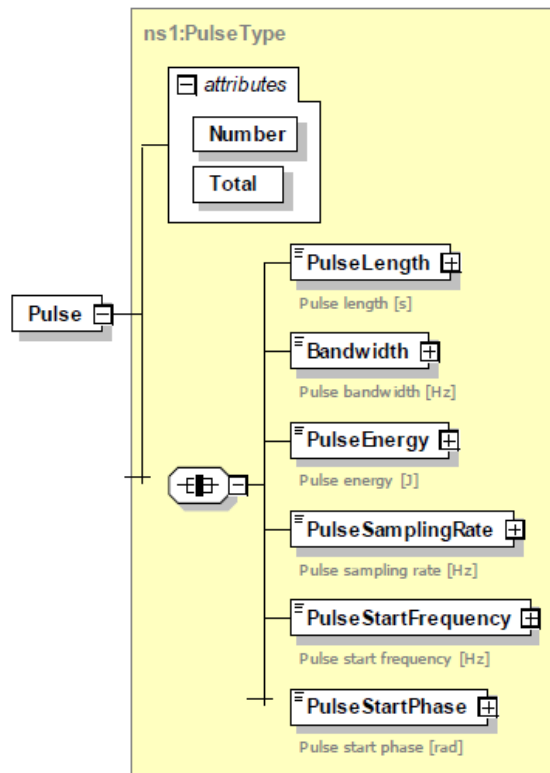 ns1:PulseType
attributes
Number
Total
Pulse
PulseLength
Pulse length [s]
Bandwidth
Pulse bandwidth [Hz]
PulseEnergy
Pulse energy [J]
PulseSamplingRate
Pulse sampling rate [Hz]
PulseStartFrequency
Pulse start frequency [Hz]
PulseStartPhase
Pulse start phase [rad]